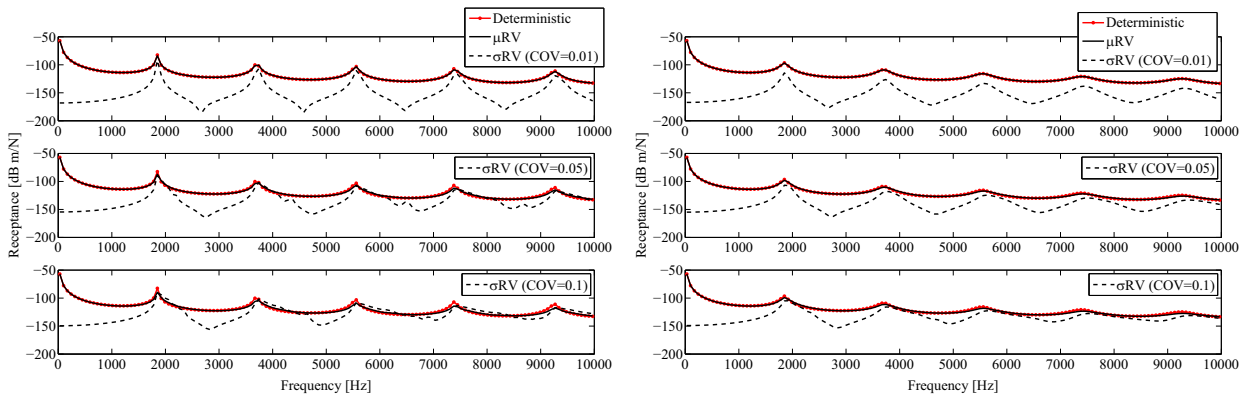 Deterministic
μRV
σRV (COV=0.01)
−50
−100
−150
−200
0 1000 2000 3000 4000 5000 6000 7000 8000 9000 10000
σRV (COV=0.05)
−50
−100
−150
−200
0 1000 2000 3000 4000 5000 6000 7000 8000 9000 10000
σRV (COV=0.1)
−50
−100
−150
−200
0 1000 2000 3000 4000 5000 6000 7000 8000 9000 10000
Receptance [dB m/N]
Frequency [Hz]
Deterministic
μRV
σRV (COV=0.01)
−50
−100
−150
−200
0 1000 2000 3000 4000 5000 6000 7000 8000 9000 10000
σRV (COV=0.05)
−50
−100
−150
−200
0 1000 2000 3000 4000 5000 6000 7000 8000 9000 10000
σRV (COV=0.1)
−50
−100
−150
−200
0 1000 2000 3000 4000 5000 6000 7000 8000 9000 10000
Receptance [dB m/N]
Frequency [Hz]